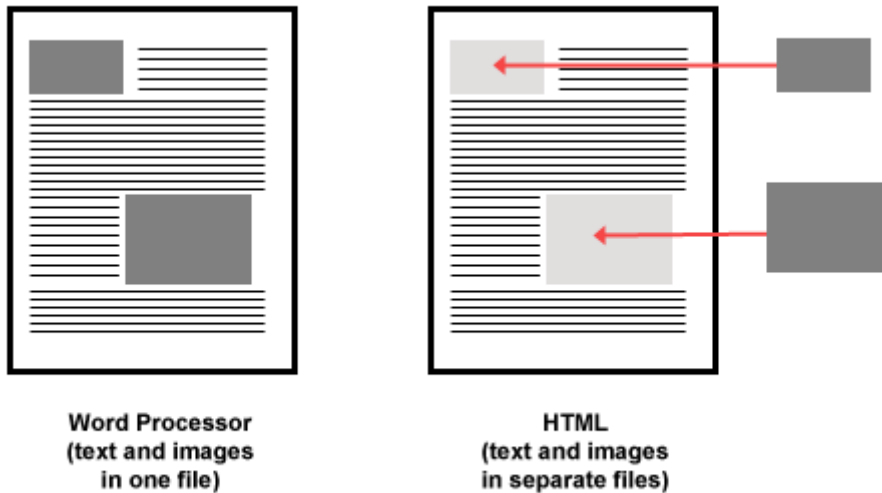 Word Processor
(text and images
in one file)
HTML
(text and images
in separate files)